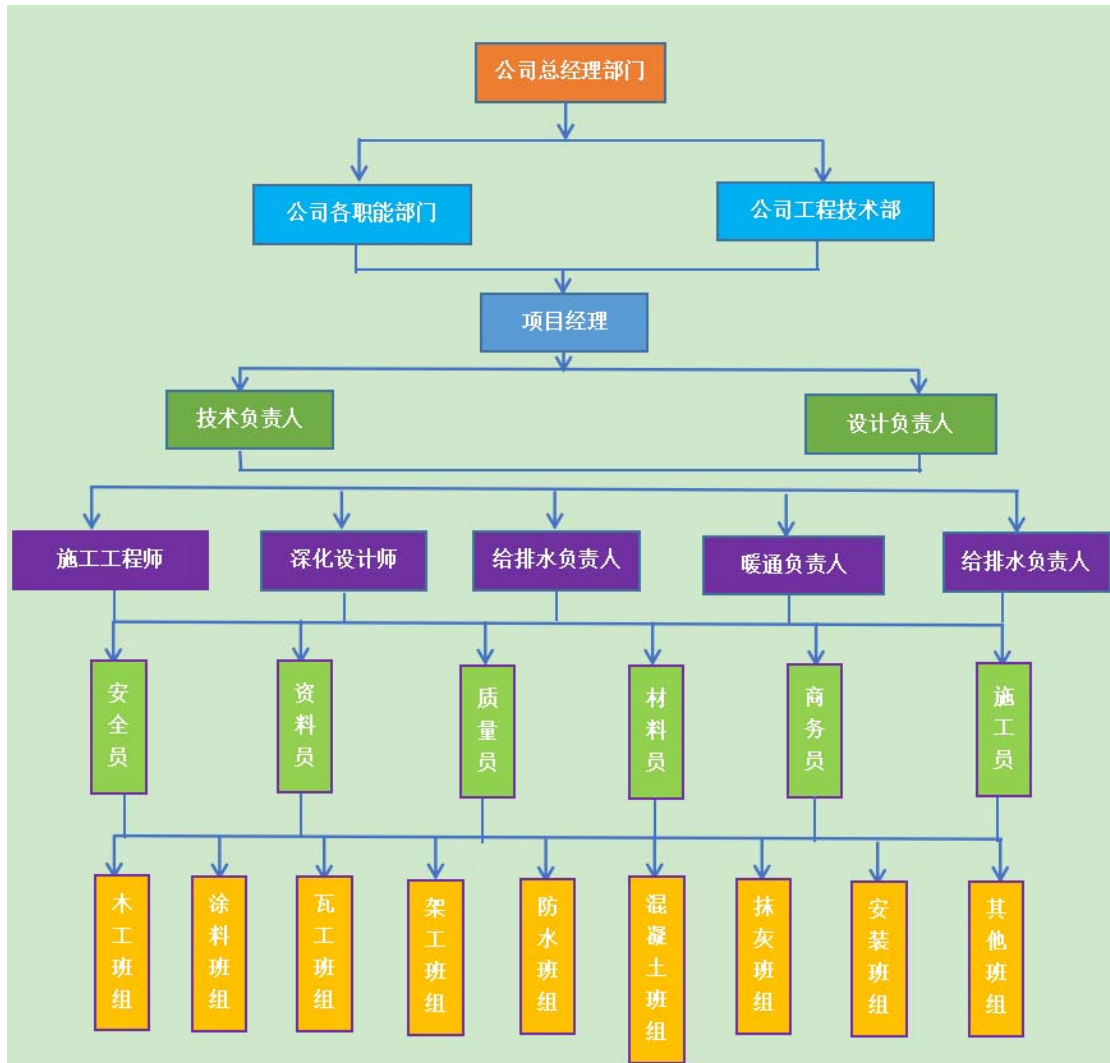 公司总经理部门
公司各职能部门
公司工程技术部
项目经理
技术负责人
设计负责人
施工工程师
深化设计师
给排水负责人
暖通负责人
给排水负责人
安全员
资料员
质量员
材料员
商务员
施工员
木工班组
涂料班组
瓦工班组
架工班组
防水班组
混凝土班组
抹灰班组
安装班组
其他班组